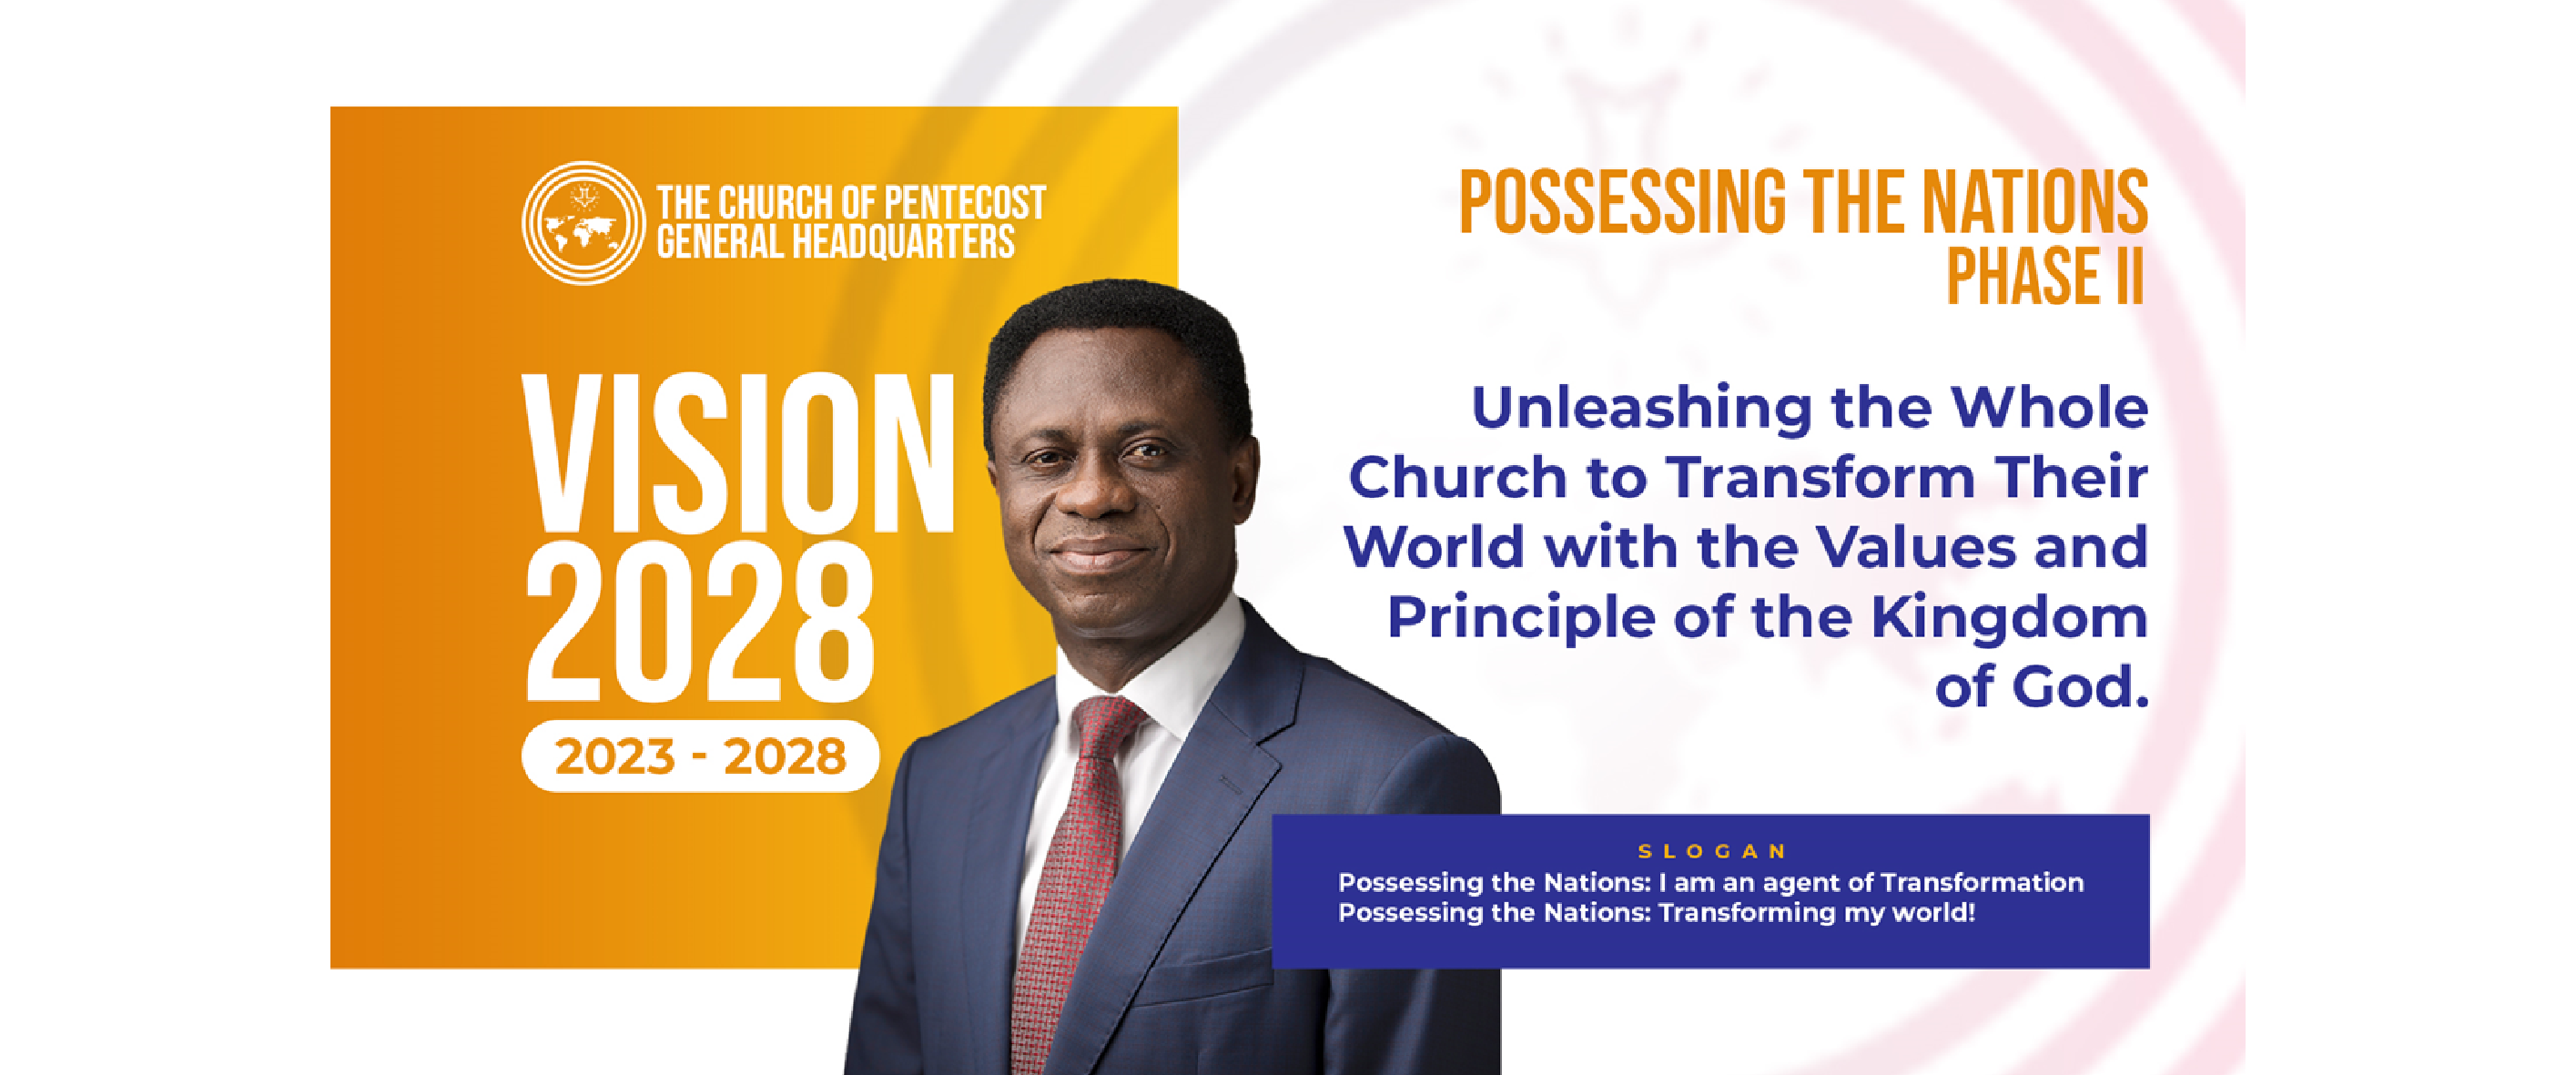 THE CHURCH OF PENTECOST
GENERAL HEADQUARTERS
VISION
2028
2023 - 2028
POSSESSING THE NATIONS
PHASE II
Unleashing the Whole
Church to Transform Their
World with the Values and
Principle of the Kingdom
of God.
SLOGAN
Possessing the Nations: I am an agent of Transformation
Possessing the Nations: Transforming my world!